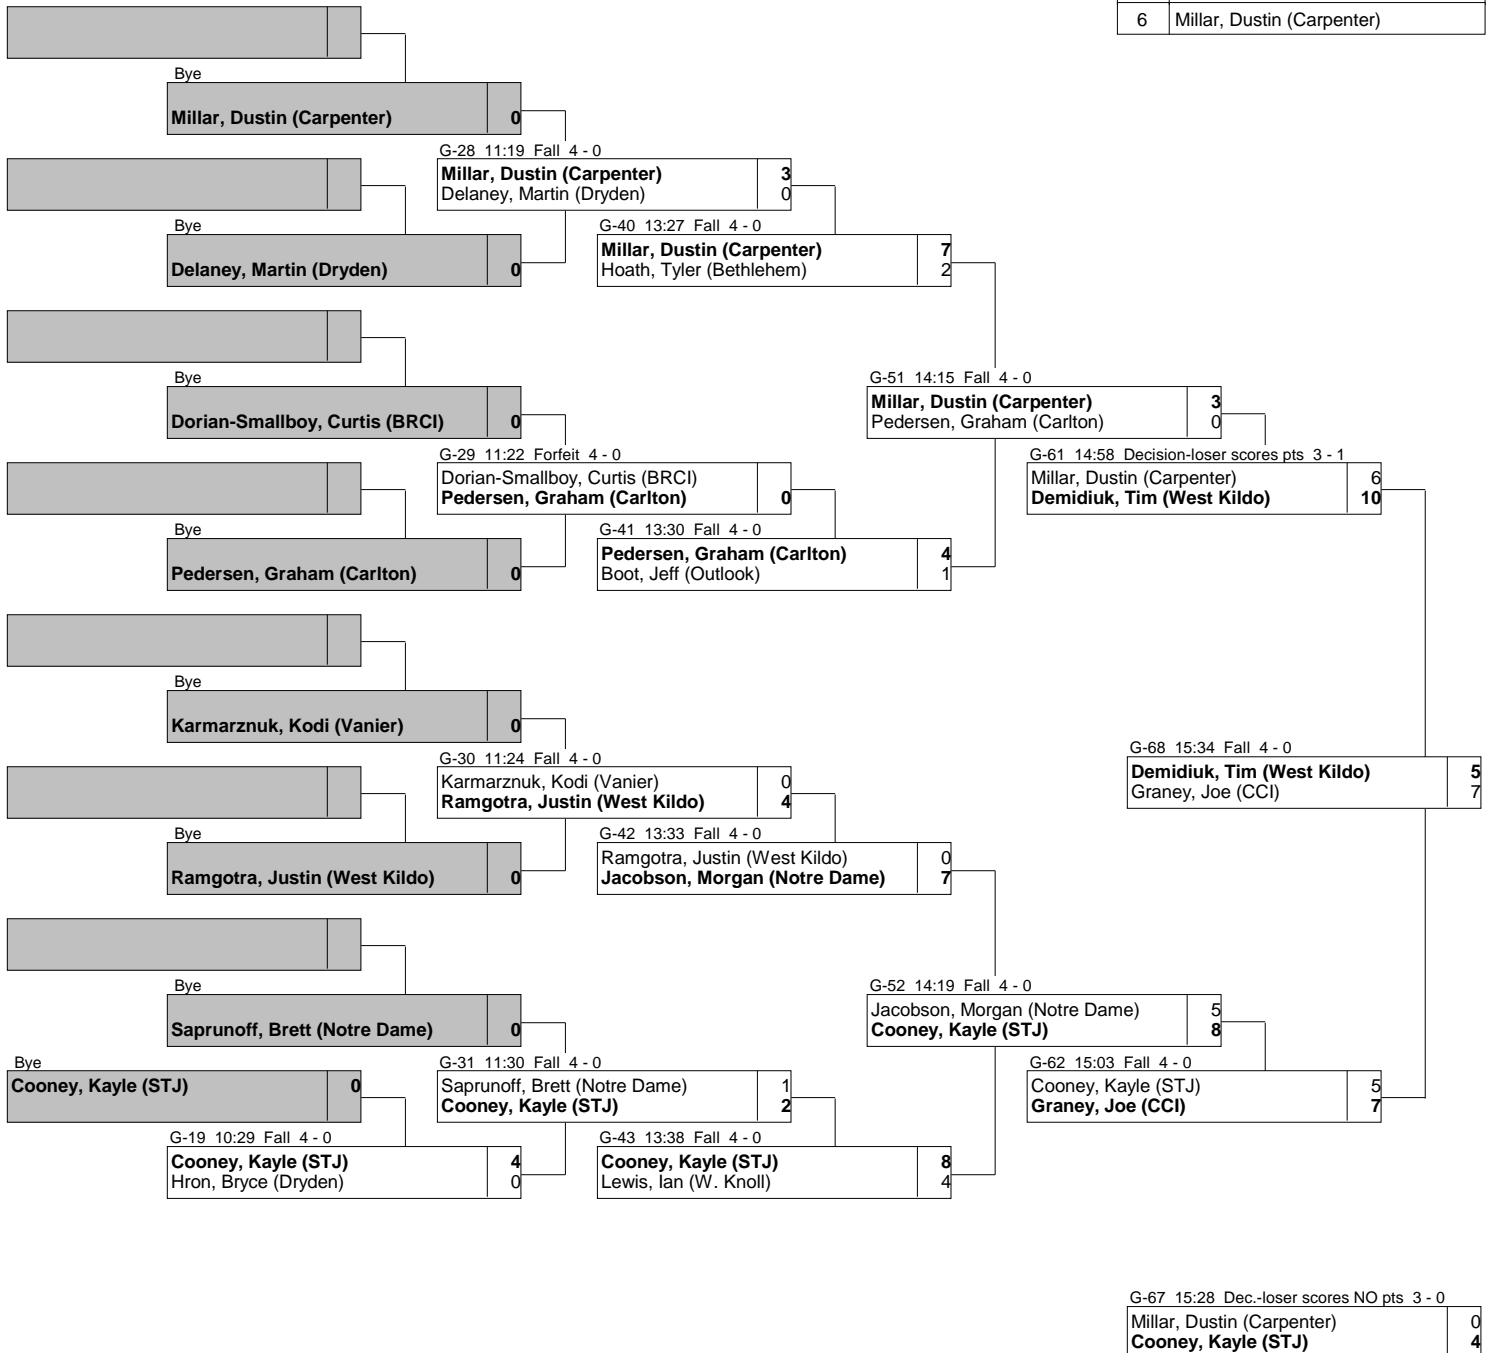 6 Millar, Dustin (Carpenter)
Bye
Millar, Dustin (Carpenter) 0
G-28 11:19 Fall 4 - 0
Millar, Dustin (Carpenter) 3
Delaney, Martin (Dryden) 0
Bye
Delaney, Martin (Dryden) 0
G-40 13:27 Fall 4 - 0
Millar, Dustin (Carpenter) 7
Hoath, Tyler (Bethlehem) 2
Bye
Dorian-Smallboy, Curtis (BRCI) 0
G-51 14:15 Fall 4 - 0
Millar, Dustin (Carpenter) 3
Pedersen, Graham (Carlton) 0
G-29 11:22 Forfeit 4 - 0
Dorian-Smallboy, Curtis (BRCI)
Pedersen, Graham (Carlton) 0
G-61 14:58 Decision-loser scores pts 3 - 1
Millar, Dustin (Carpenter) 6
Demidiuk, Tim (West Kildo) 10
Bye
Pedersen, Graham (Carlton) 0
G-41 13:30 Fall 4 - 0
Pedersen, Graham (Carlton) 4
Boot, Jeff (Outlook) 1
Bye
Karmarznuk, Kodi (Vanier) 0
G-68 15:34 Fall 4 - 0
Demidiuk, Tim (West Kildo) 5
Graney, Joe (CCI) 7
G-30 11:24 Fall 4 - 0
Karmarznuk, Kodi (Vanier) 0
Ramgotra, Justin (West Kildo) 4
Bye
Ramgotra, Justin (West Kildo) 0
G-42 13:33 Fall 4 - 0
Ramgotra, Justin (West Kildo) 0
Jacobson, Morgan (Notre Dame) 7
Bye
Saprunoff, Brett (Notre Dame) 0
G-52 14:19 Fall 4 - 0
Jacobson, Morgan (Notre Dame) 5
Cooney, Kayle (STJ) 8
Bye
Cooney, Kayle (STJ) 0
G-31 11:30 Fall 4 - 0
Saprunoff, Brett (Notre Dame) 1
Cooney, Kayle (STJ) 2
G-62 15:03 Fall 4 - 0
Cooney, Kayle (STJ) 5
Graney, Joe (CCI) 7
G-19 10:29 Fall 4 - 0
Cooney, Kayle (STJ) 4
Hron, Bryce (Dryden) 0
G-43 13:38 Fall 4 - 0
Cooney, Kayle (STJ) 8
Lewis, Ian (W. Knoll) 4
G-67 15:28 Dec.-loser scores NO pts 3 - 0
Millar, Dustin (Carpenter) 0
Cooney, Kayle (STJ) 4